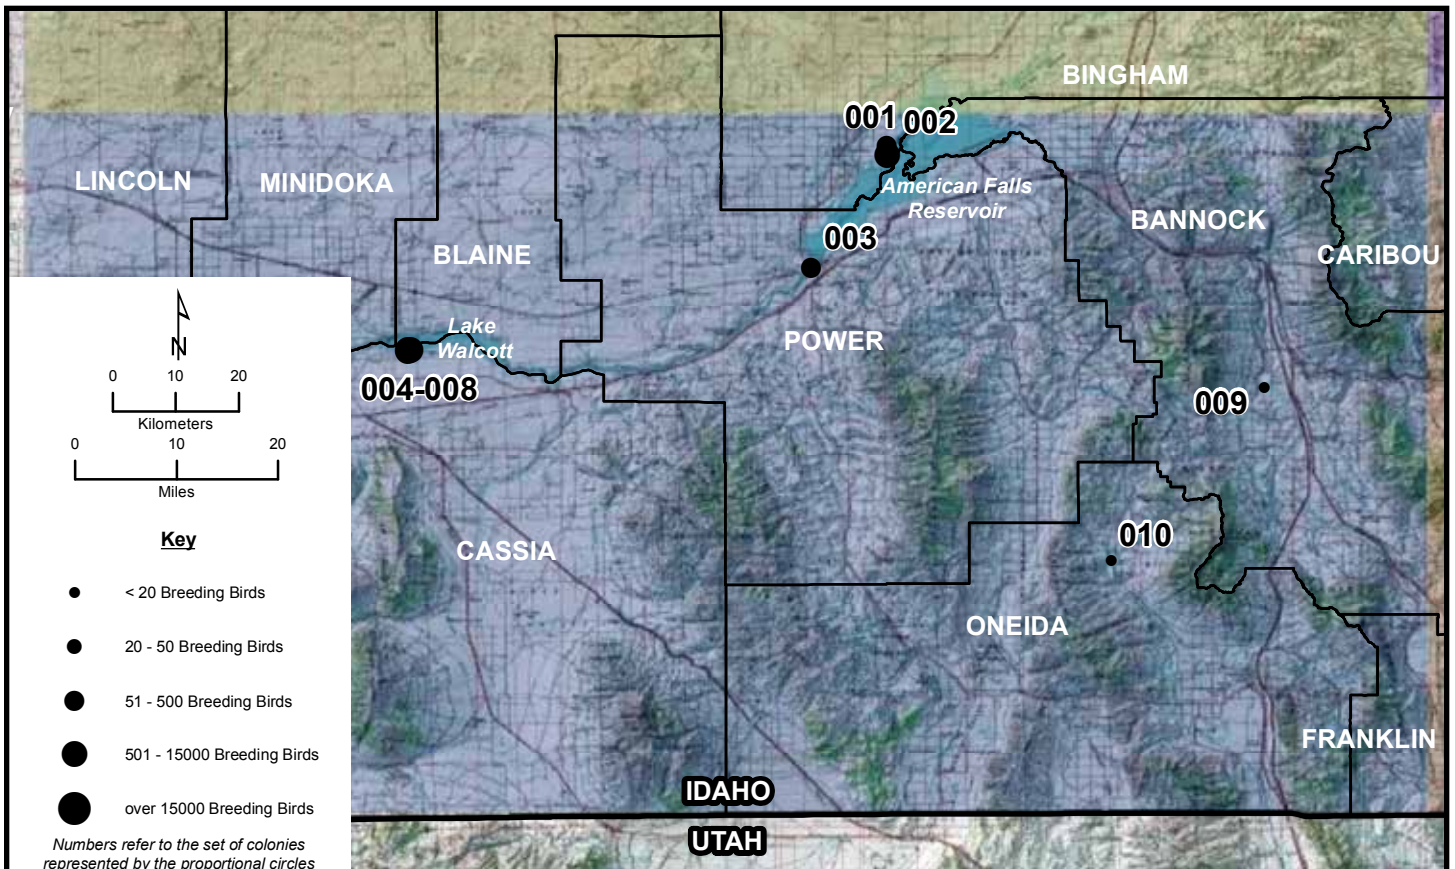 BINGHAM
001 002
LINCOLN
MINIDOKA
American Falls
Reservoir
BANNOCK
003
BLAINE
CARIBOU
Lake
Walcott
POWER
004-008
009
N
0 10 20
Kilometers
0 10 20
Miles
Key
< 20 Breeding Birds
20 - 50 Breeding Birds
51 - 500 Breeding Birds
501 - 15000 Breeding Birds
over 15000 Breeding Birds
Numbers refer to the set of colonies
represented by the proportional circles
010
CASSIA
ONEIDA
FRANKLIN
IDAHO
UTAH